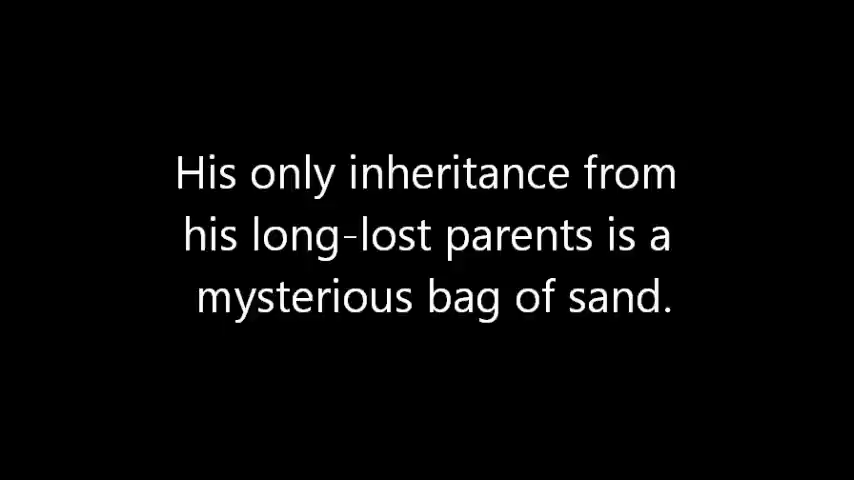 His only inheritance from
his long-lost parents is a
mysterious bag of sand.